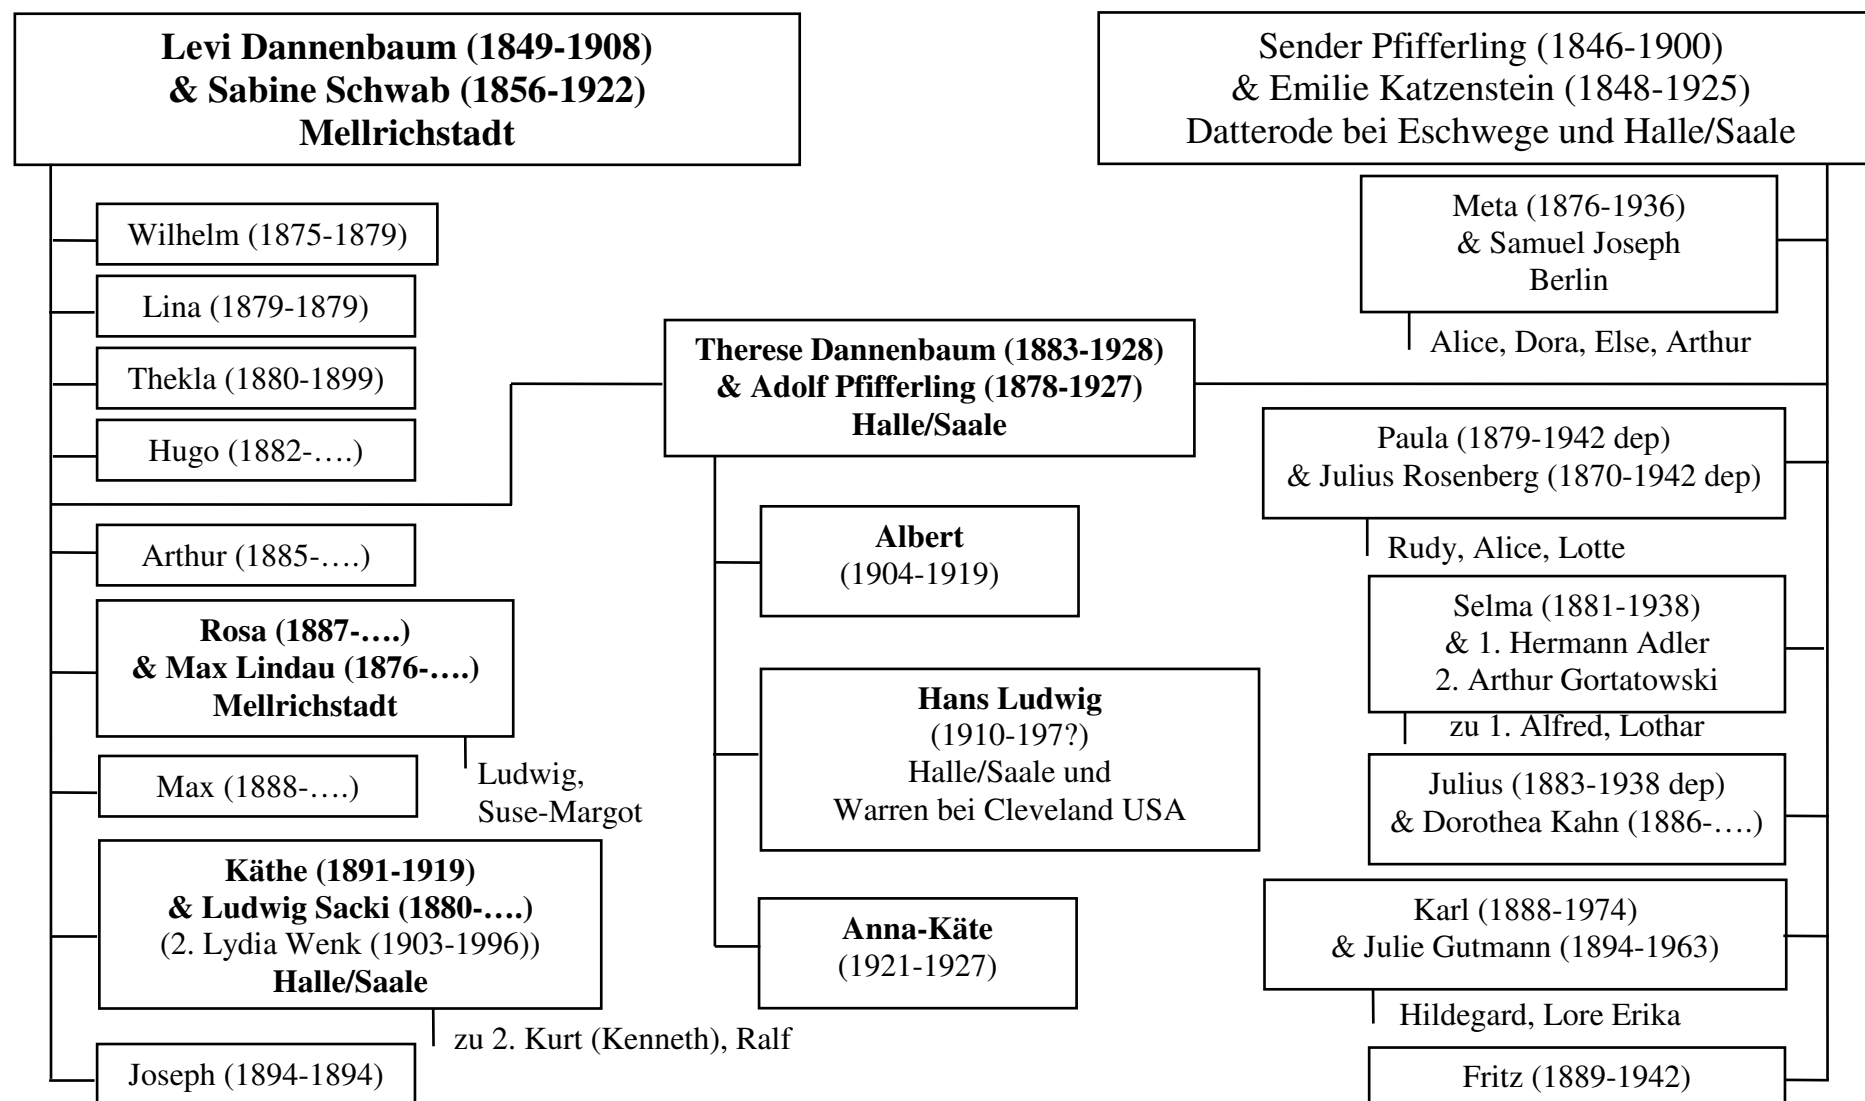 Levi Dannenbaum (1849-1908)
& Sabine Schwab (1856-1922)
Mellrichstadt
Sender Pfifferling (1846-1900)
& Emilie Katzenstein (1848-1925)
Datterode bei Eschwege und Halle/Saale
Wilhelm (1875-1879)
Lina (1879-1879)
Thekla (1880-1899)
Hugo (1882-….)
Arthur (1885-….)
Rosa (1887-….)
& Max Lindau (1876-….)
Mellrichstadt
Ludwig,
Suse-Margot
Max (1888-….)
Käthe (1891-1919)
& Ludwig Sacki (1880-….)
(2. Lydia Wenk (1903-1996))
Halle/Saale
zu 2. Kurt (Kenneth), Ralf
Joseph (1894-1894)
Therese Dannenbaum (1883-1928)
& Adolf Pfifferling (1878-1927)
Halle/Saale
Albert
(1904-1919)
Hans Ludwig
(1910-197?)
Halle/Saale und
Warren bei Cleveland USA
Anna-Käte
(1921-1927)
Meta (1876-1936)
& Samuel Joseph
Berlin
Alice, Dora, Else, Arthur
Paula (1879-1942 dep)
& Julius Rosenberg (1870-1942 dep)
Rudy, Alice, Lotte
Selma (1881-1938)
& 1. Hermann Adler
2. Arthur Gortatowski
zu 1. Alfred, Lothar
Julius (1883-1938 dep)
& Dorothea Kahn (1886-….)
Karl (1888-1974)
& Julie Gutmann (1894-1963)
Hildegard, Lore Erika
Fritz (1889-1942)